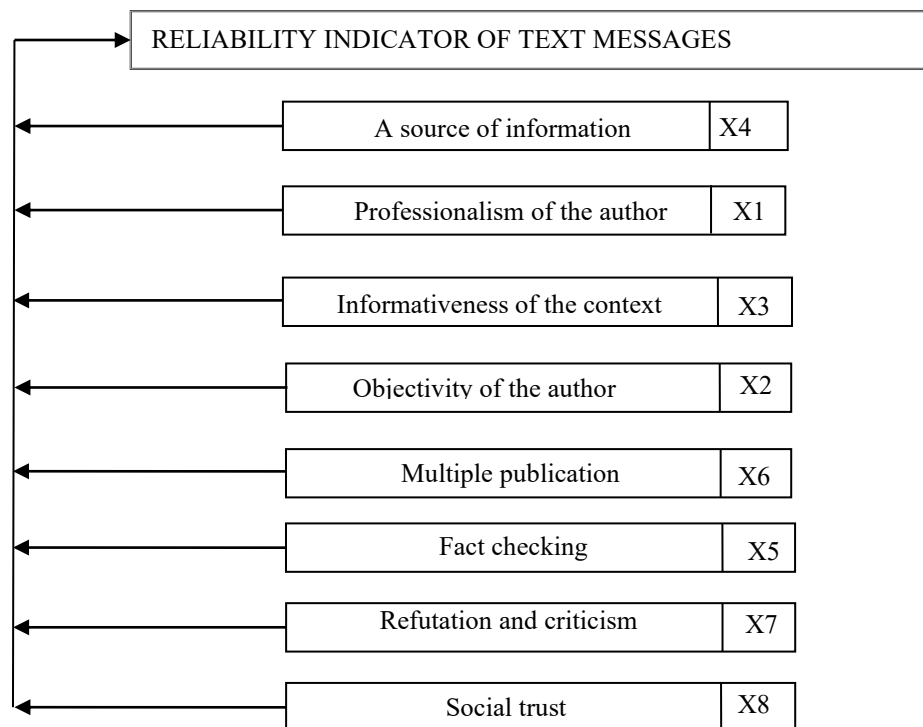 RELIABILITY INDICATOR OF TEXT MESSAGES
A source of information X4
Professionalism of the author X1
Informativeness of the context X3
Objectivity of the author X2
Multiple publication X6
Fact checking X5
Refutation and criticism X7
Social trust X8